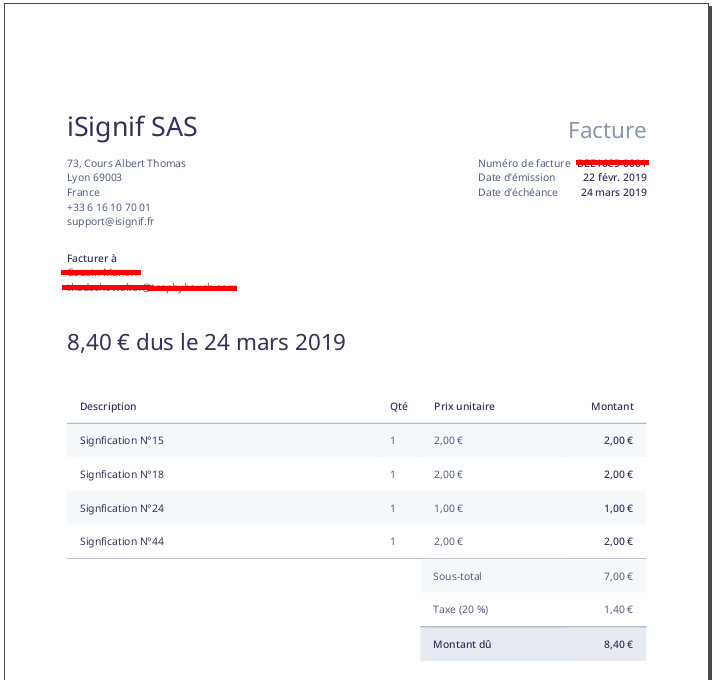 iSignif SAS
Facture
73, Cours Albert Thomas
Lyon 69003
France
+33 6 16 10 70 01
support@isignif.fr
Numéro de facture
Date d’émission 22 févr. 2019
Date d’échéance 24 mars 2019
Facturer à
8,40 € dus le 24 mars 2019
Description Qté Prix unitaire Montant
Signfication N°15 1 2,00 € 2,00 €
Signfication N°18 1 2,00 € 2,00 €
Signfication N°24 1 1,00 € 1,00 €
Signfication N°44 1 2,00 € 2,00 €
Sous-total 7,00 €
Taxe (20 %) 1,40 €
Montant dû 8,40 €